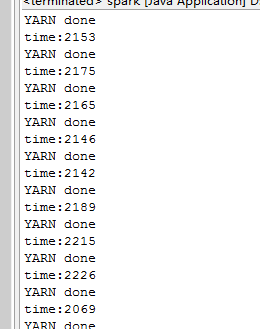 <terminated> spark [Java Application] D
YARN done
time:2153
YARN done
time:2175
YARN done
time:2165
YARN done
time:2146
YARN done
time:2142
YARN done
time:2189
YARN done
time:2215
YARN done
time:2226
YARN done
time:2069
YARN done